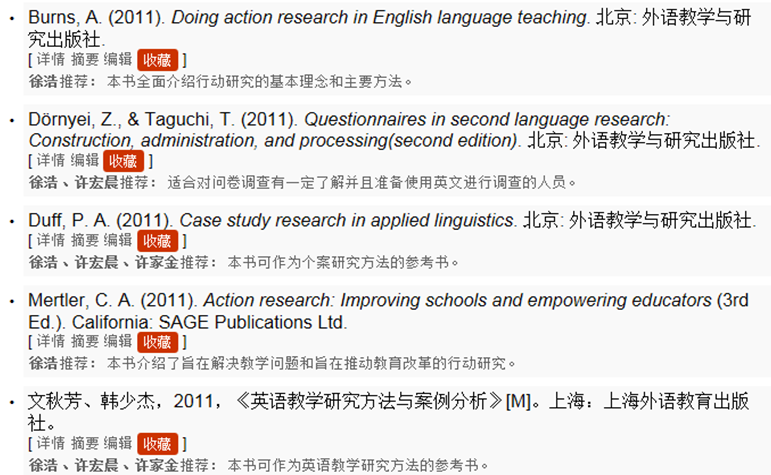 • Burns, A. (2011). Doing action research in English language teaching. 北京: 外语教学与研
究出版社.
[ 详情 摘要 编辑 收藏 ]
徐浩推荐： 本书全面介绍行动研究的基本理念和主要方法。
• Dörnyei, Z., & Taguchi, T. (2011). Questionnaires in second language research:
Construction, administration, and processing(second edition). 北京: 外语教学与研究出版社.
[ 详情 编辑 收藏 ]
徐浩、许宏晨推荐： 适合对问卷调查有一定了解并且准备使用英文进行调查的人员。
• Duff, P. A. (2011). Case study research in applied linguistics. 北京: 外语教学与研究出版社.
[ 详情 摘要 编辑 收藏 ]
徐浩、许宏晨、许家金推荐： 本书可作为个案研究方法的参考书。
• Mertler, C. A. (2011). Action research: Improving schools and empowering educators (3rd
Ed.). California: SAGE Publications Ltd.
[ 详情 摘要 编辑 收藏 ]
徐浩推荐： 本书介绍了旨在解决教学问题和旨在推动教育改革的行动研究。
• 文秋芳、韩少杰，2011，《英语教学研究方法与案例分析》[M]。上海：上海外语教育出版
社。
[ 详情 摘要 编辑 收藏 ]
徐浩、许宏晨、许家金推荐： 本书可作为英语教学研究方法的参考书。